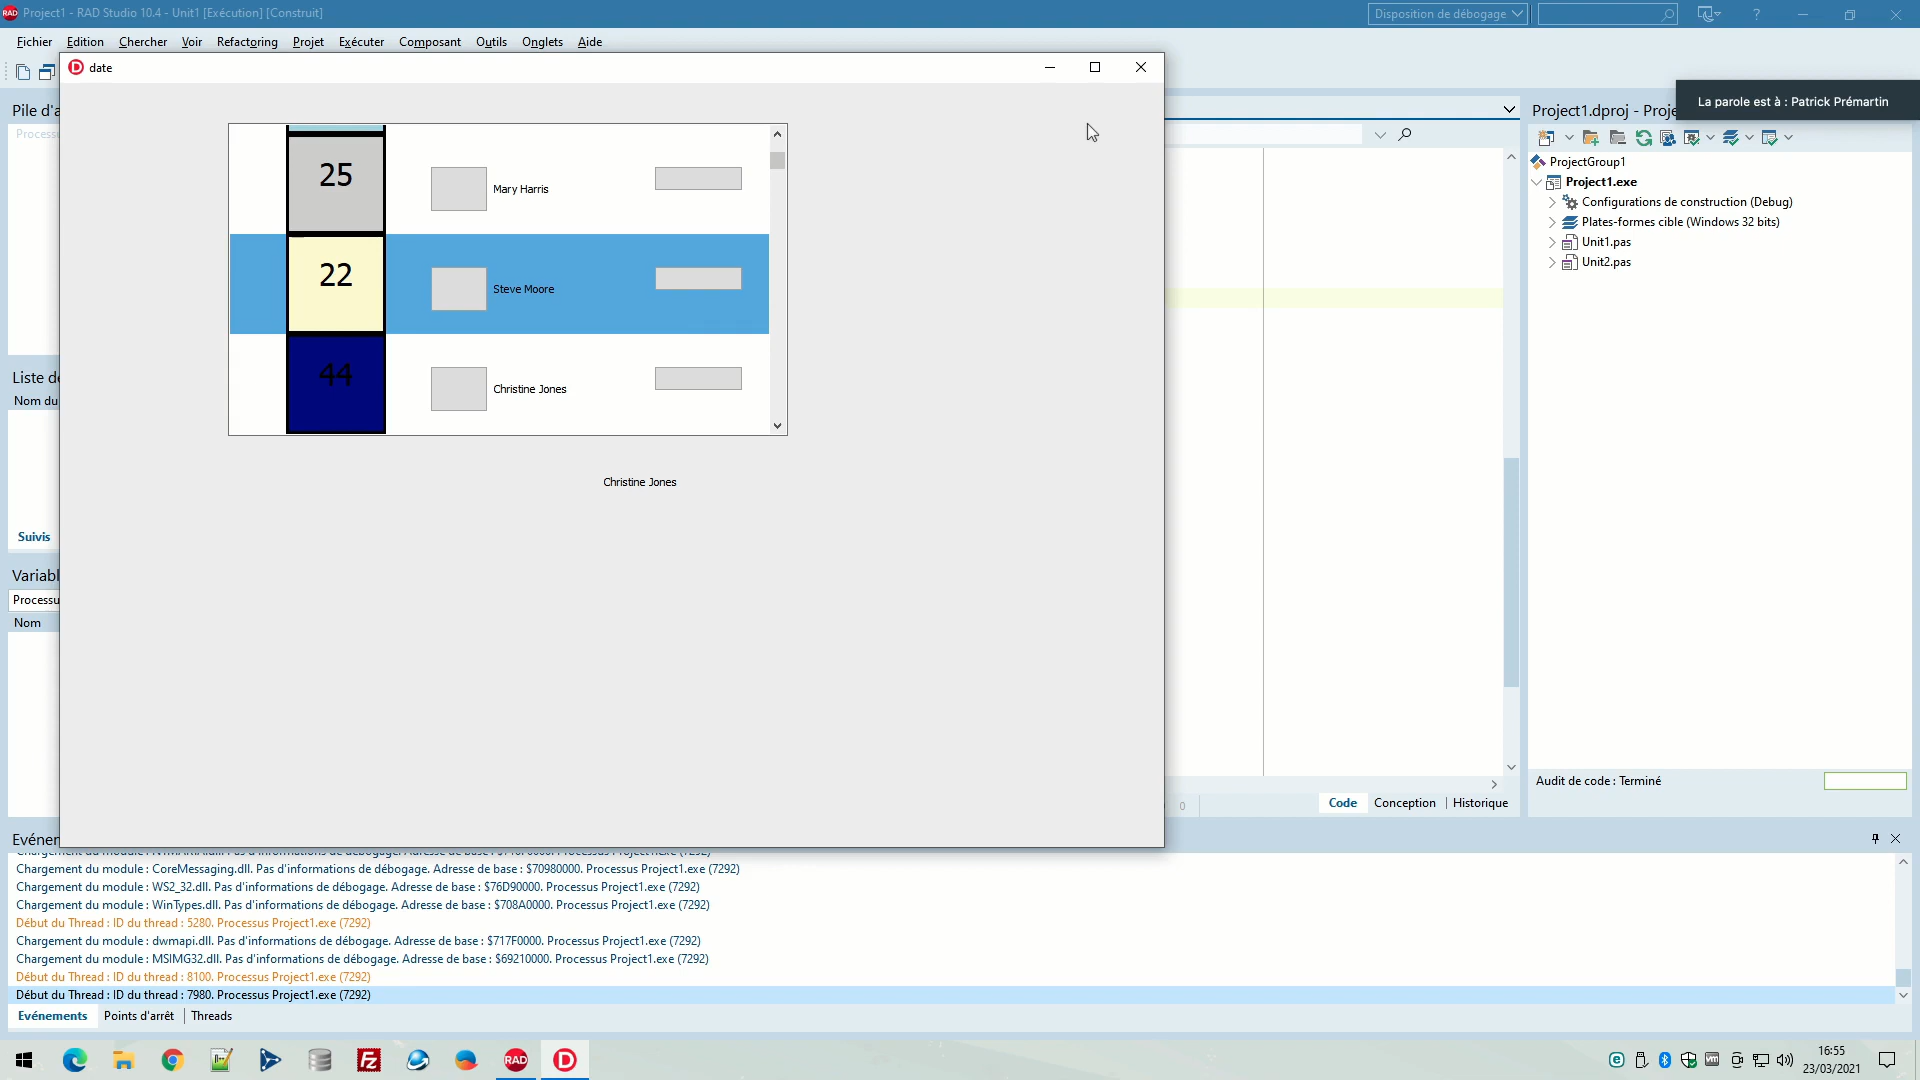 Project1 - RAD Studio 10.4 - Unit1 [Exécution] [Construit]
Disposition de débogage
?
Fichier Edition Chercher Voir Refactoring Projet Exécuter Composant Outils Onglets Aide
date
La parole est à : Patrick Prémartin
Pile d'a
Project1.dproj - Proje
Process
ProjectGroup1
Project1.exe
Configurations de construction (Debug)
Plates-formes cible (Windows 32 bits)
Unit1.pas
Unit2.pas
25
Mary Harris
22
Steve Moore
44
Christine Jones
Christine Jones
Liste de
Nom du
Suivis
Variabl
Processu
Nom
Audit de code : Terminé
0
Code Conception Historique
Evénem
CoreMessaging.dll. Pas d'informations de débogage. Adresse de base : $70980000. Processus Project1.exe (7292)
Chargement du module : WS2_32.dll. Pas d'informations de débogage. Adresse de base : $76D90000. Processus Project1.exe (7292)
Chargement du module : WinTypes.dll. Pas d'informations de débogage. Adresse de base : $708A0000. Processus Project1.exe (7292)
Début du Thread : ID du thread : 5280. Processus Project1.exe (7292)
Chargement du module : dwmapi.dll. Pas d'informations de débogage. Adresse de base : $717F0000. Processus Project1.exe (7292)
Chargement du module : MSIMG32.dll. Pas d'informations de débogage. Adresse de base : $69210000. Processus Project1.exe (7292)
Début du Thread : ID du thread : 8100. Processus Project1.exe (7292)
Début du Thread : ID du thread : 7980. Processus Project1.exe (7292)
Evénements Points d'arrêt Threads
RAD
16:55
23/03/2021